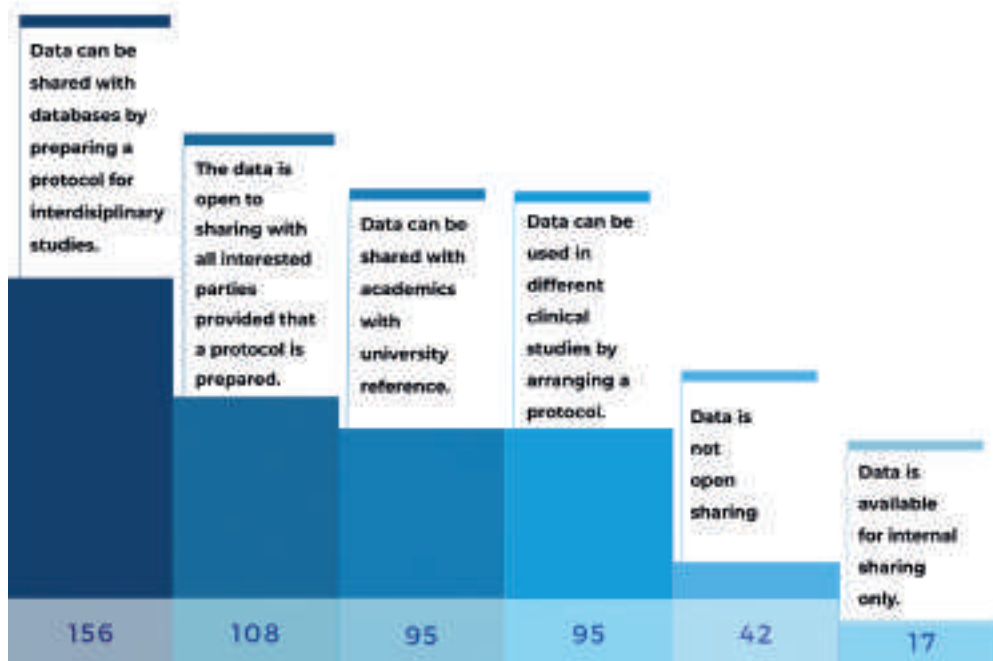 Data can be
shared with
databases by
preparing a
protocol for
interdisiplinary
studies.
The data is
open to
sharing with
all interested
parties
provided that
a protocol is
prepared.
Data can be
shared with
academics
with
university
reference.
Data can be
used in
different
clinical
studies by
arranging a
protocol.
Data is
not
open
sharing
Data is
available
for internal
sharing
only.
156
108
95
95
42
17